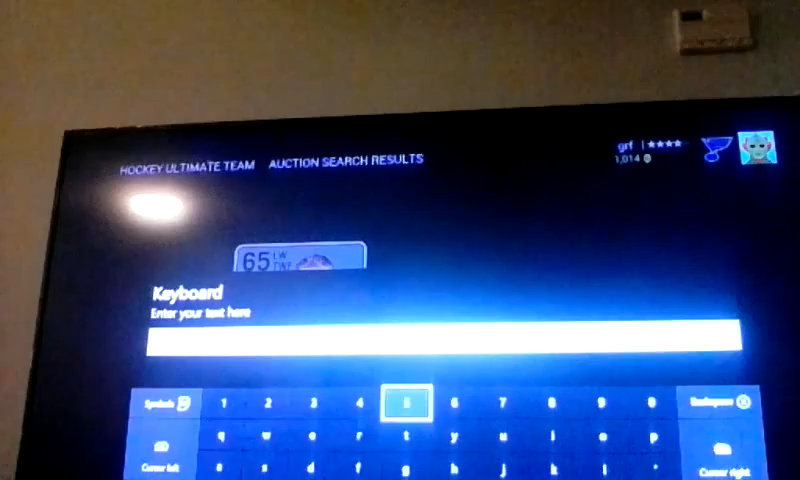 HOCKEY ULTIMATE TEAM AUCTION SEARCH RESULTS
grf | ★★★★
1,014
65 LW
Keyboard
Enter your text here
Symbols 1 2 3 4 5 6 7 8 9 0 Backspace
q w e r t y u i o p
Cursor left a s d f g h j k l ' Cursor right